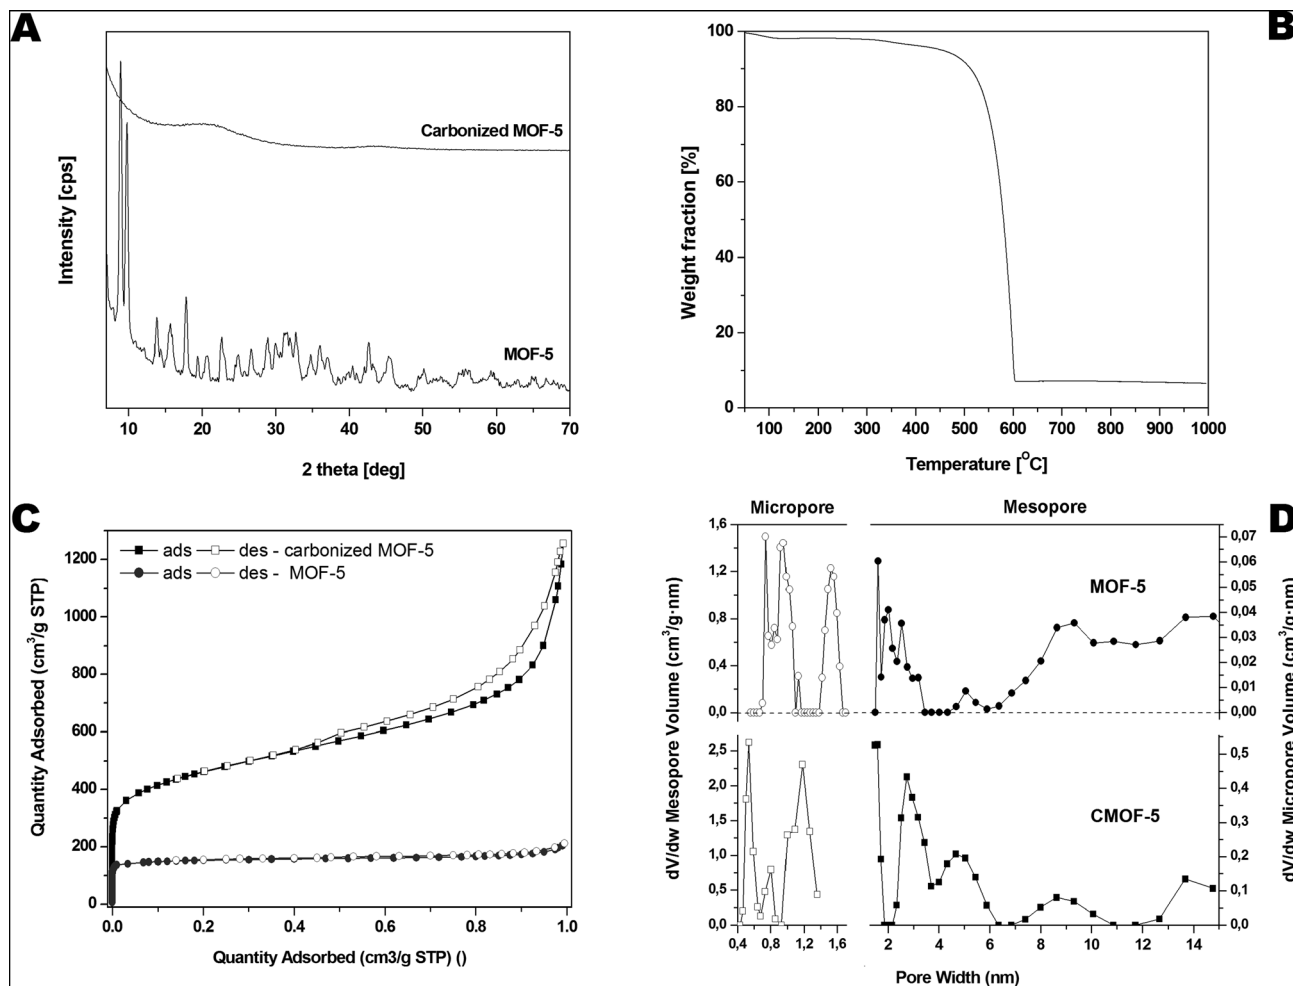 A
Carbonized MOF-5
MOF-5
Intensity [cps]
10 20 30 40 50 60 70
2 theta [deg]
B
100
80
60
40
20
0
Weight fraction [%]
100 200 300 400 500 600 700 800 900 1000
Temperature [°C]
C
ads des - carbonized MOF-5
ads des - MOF-5
1200
1000
800
600
400
200
0
Quantity Adsorbed (cm³/g STP)
0.0 0.2 0.4 0.6 0.8 1.0
Quantity Adsorbed (cm3/g STP) ()
D
Micropore Mesopore
1,6
1,2
0,8
0,4
0,0
0,07
0,06
0,05
0,04
0,03
0,02
0,01
0,00
MOF-5
2,5
2,0
1,5
1,0
0,5
0,0
0,5
0,4
0,3
0,2
0,1
0,0
CMOF-5
dV/dw Mesopore Volume (cm³/g·nm)
dV/dw Micropore Volume (cm³/g·nm)
0,4 0,8 1,2 1,6 2 4 6 8 10 12 14
Pore Width (nm)